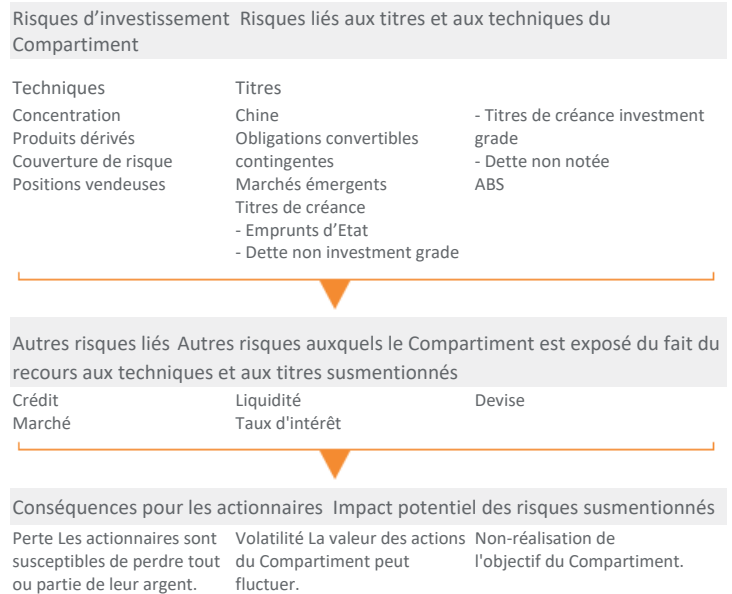 Risques d’investissement Risques liés aux titres et aux techniques du
Compartiment
Techniques
Concentration
Produits dérivés
Couverture de risque
Positions vendeuses
Titres
Chine
Obligations convertibles
contingentes
Marchés émergents
Titres de créance
- Emprunts d’Etat
- Dette non investment grade
- Titres de créance investment
grade
- Dette non notée
ABS
Autres risques liés Autres risques auxquels le Compartiment est exposé du fait du
recours aux techniques et aux titres susmentionnés
Crédit
Marché
Liquidité
Taux d'intérêt
Devise
Conséquences pour les actionnaires Impact potentiel des risques susmentionnés
Perte Les actionnaires sont
susceptibles de perdre tout
ou partie de leur argent.
Volatilité La valeur des actions
du Compartiment peut
fluctuer.
Non-réalisation de
l'objectif du Compartiment.